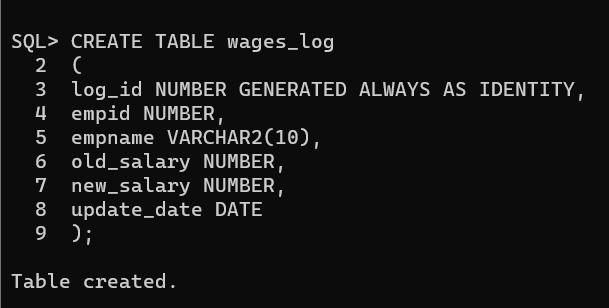 SQL> CREATE TABLE wages_log
2 (
3 log_id NUMBER GENERATED ALWAYS AS IDENTITY,
4 empid NUMBER,
5 empname VARCHAR2(10),
6 old_salary NUMBER,
7 new_salary NUMBER,
8 update_date DATE
9 );
Table created.